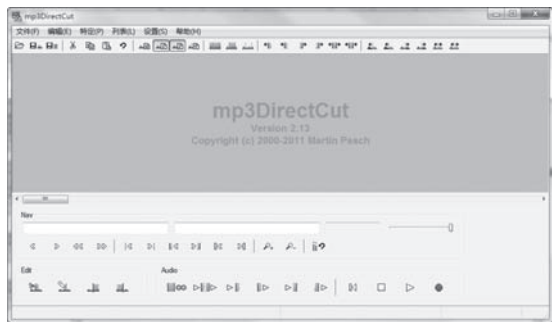 mp3DirectCut
文件(F) 编辑(E) 特定(P) 列表(L) 设置(S) 帮助(H)
mp3DirectCut
Version 2.13
Copyright (c) 2000-2011 Martin Pesch
Nav
Edit
Audio